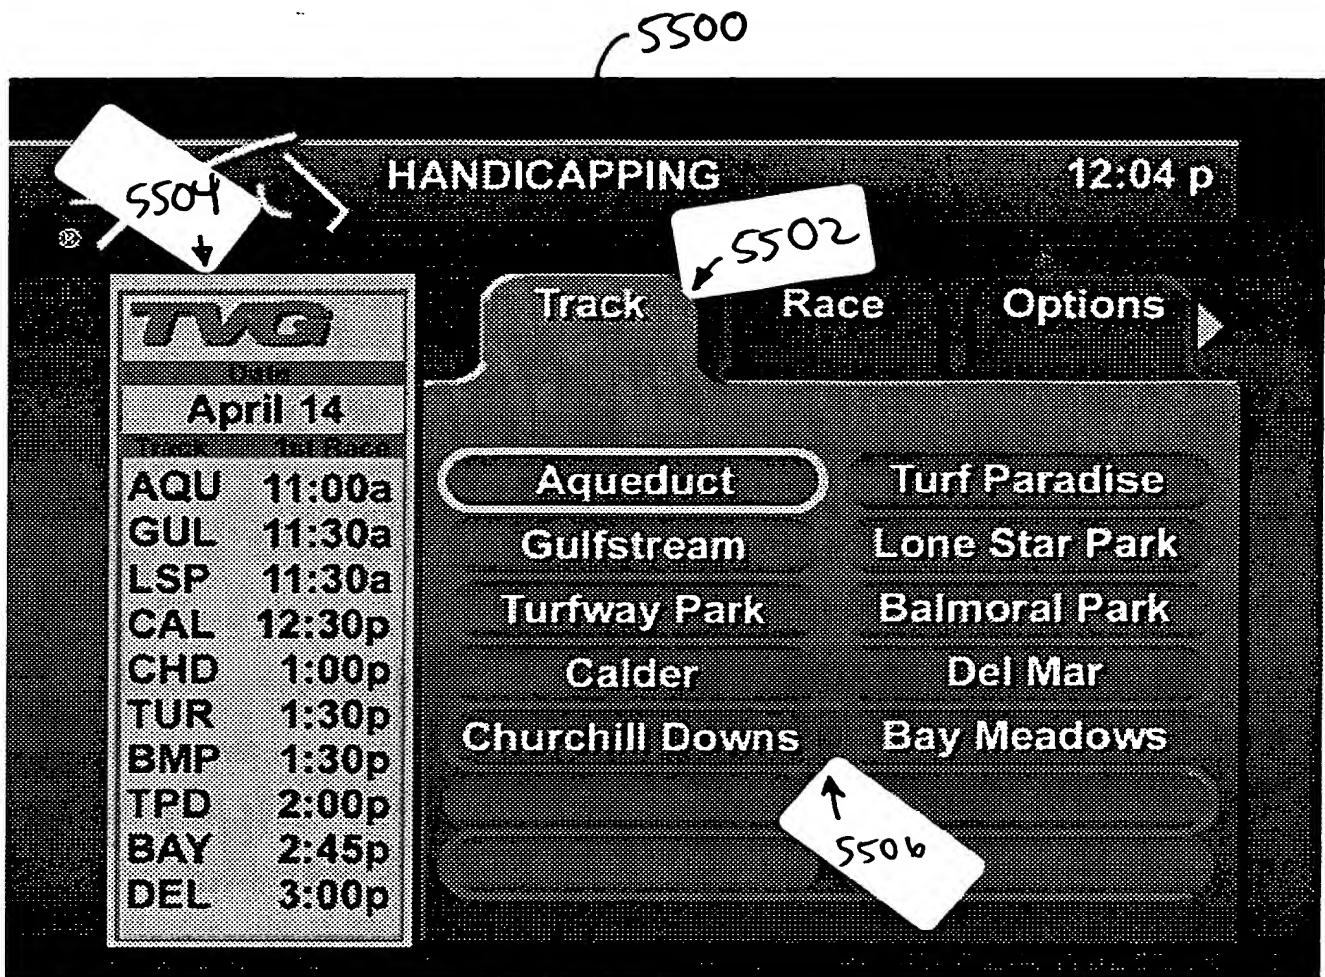 5500
HANDICAPPING 12:04 p
5504
5502
®
Track Race Options
TVG
Date
April 14
Track 1st Race
AQU 11:00a
GUL 11:30a
LSP 11:30a
CAL 12:30p
CHD 1:00p
TUR 1:30p
BMP 1:30p
TPD 2:00p
BAY 2:45p
DEL 3:00p
Aqueduct Turf Paradise
Gulfstream Lone Star Park
Turfway Park Balmoral Park
Calder Del Mar
Churchill Downs Bay Meadows
5506